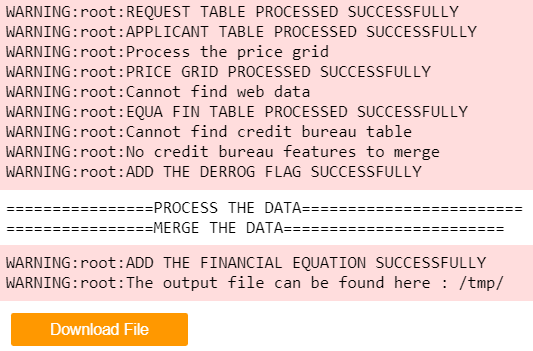 WARNING:root:REQUEST TABLE PROCESSED SUCCESSFULLY
WARNING:root:APPLICANT TABLE PROCESSED SUCCESSFULLY
WARNING:root:Process the price grid
WARNING:root:PRICE GRID PROCESSED SUCCESSFULLY
WARNING:root:Cannot find web data
WARNING:root:EQUA FIN TABLE PROCESSED SUCCESSFULLY
WARNING:root:Cannot find credit bureau table
WARNING:root:No credit bureau features to merge
WARNING:root:ADD THE DERROG FLAG SUCCESSFULLY
================PROCESS THE DATA========================
================MERGE THE DATA========================
WARNING:root:ADD THE FINANCIAL EQUATION SUCCESSFULLY
WARNING:root:The output file can be found here : /tmp/
Download File